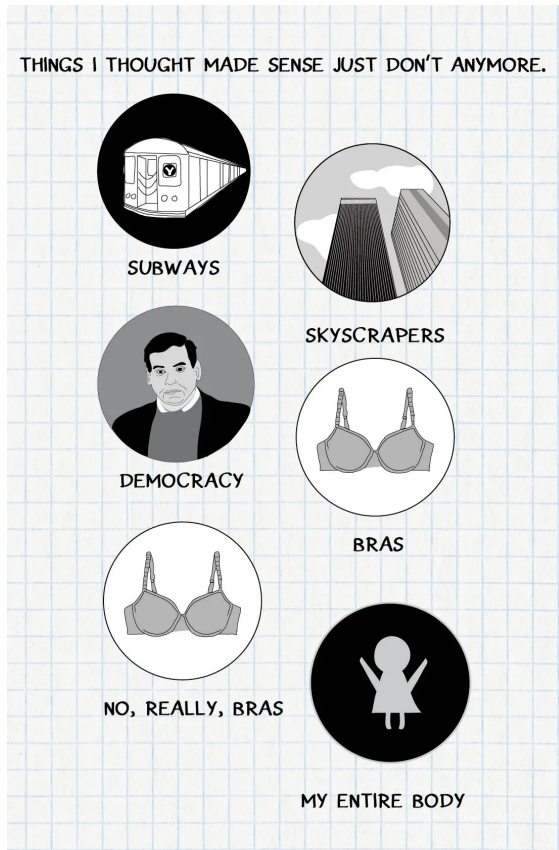 THINGS I THOUGHT MADE SENSE JUST DON'T ANYMORE.
Y
SUBWAYS
SKYSCRAPERS
DEMOCRACY
BRAS
NO, REALLY, BRAS
MY ENTIRE BODY